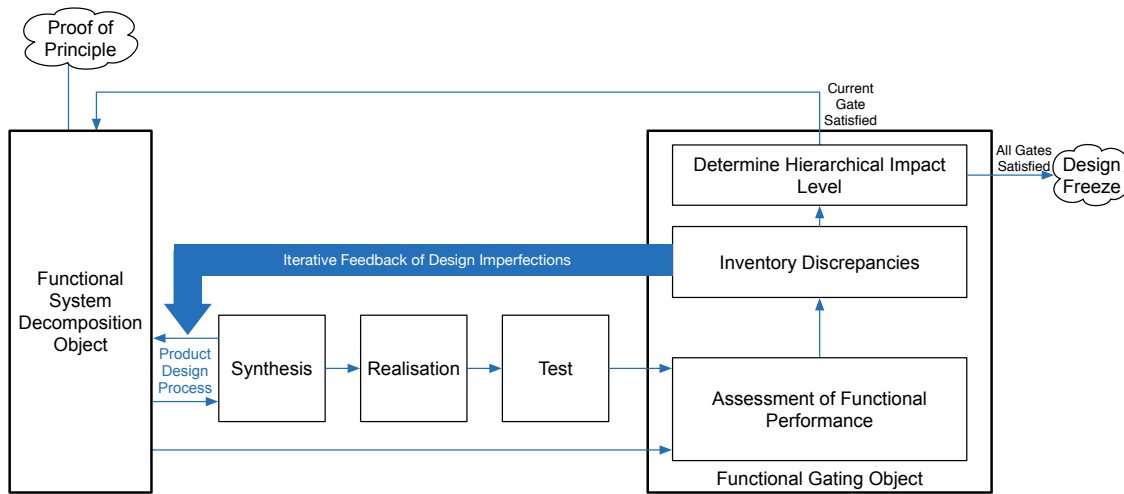 Proof of
Principle
Current
Gate
Satisfied
All Gates
Satisfied
Design
Freeze
Determine Hierarchical Impact
Level
Iterative Feedback of Design Imperfections
Inventory Discrepancies
Functional
System
Decomposition
Object
Product
Design
Process
Synthesis
Realisation
Test
Assessment of Functional
Performance
Functional Gating Object